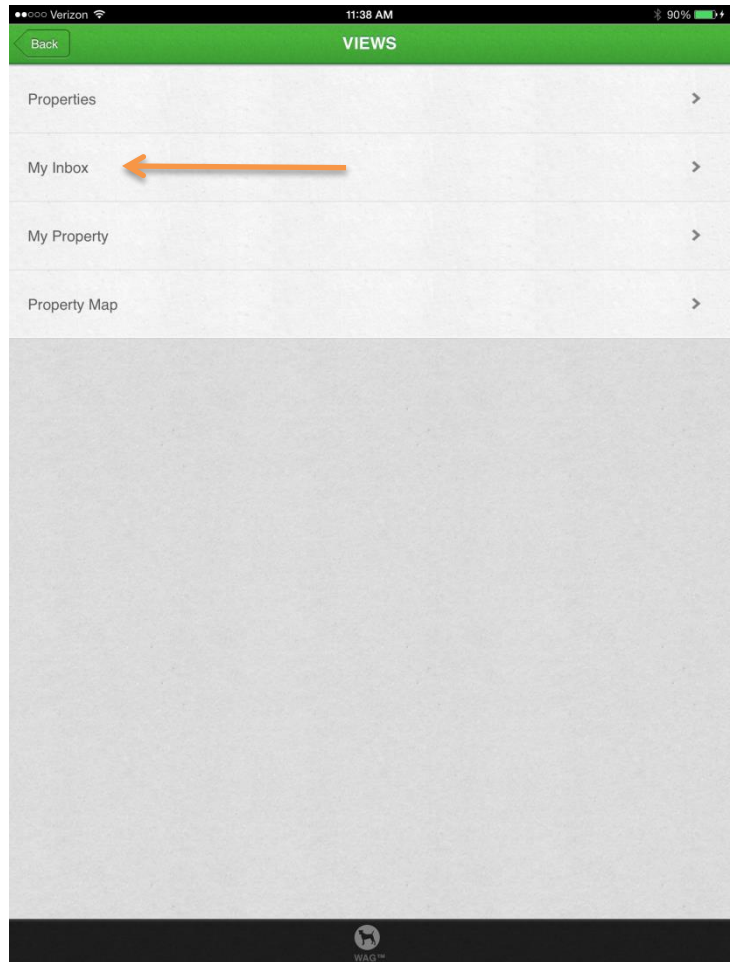 Verizon 11:38 AM 90%
Back VIEWS
Properties
My Inbox
My Property
Property Map
WAG™